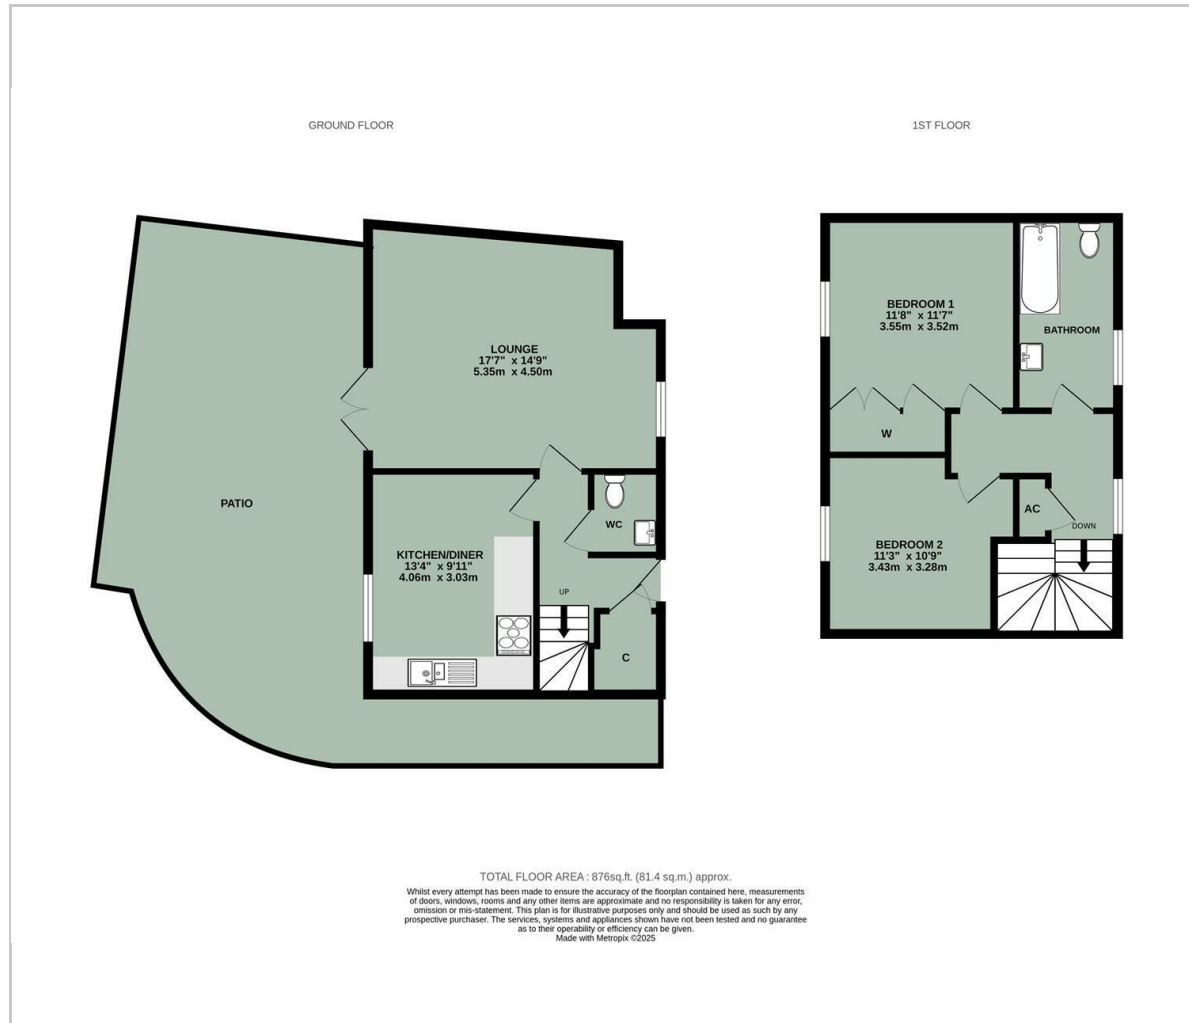 GROUND FLOOR
1ST FLOOR
LOUNGE
17'7" x 14'9"
5.35m x 4.50m
PATIO
KITCHEN/DINER
13'4" x 9'11"
4.06m x 3.03m
WC
UP
C
BEDROOM 1
11'8" x 11'7"
3.55m x 3.52m
BATHROOM
W
AC
DOWN
BEDROOM 2
11'3" x 10'9"
3.43m x 3.28m
TOTAL FLOOR AREA : 876sq.ft. (81.4 sq.m.) approx.
Whilst every attempt has been made to ensure the accuracy of the floorplan contained here, measurements
of doors, windows, rooms and any other items are approximate and no responsibility is taken for any error,
omission or mis-statement. This plan is for illustrative purposes only and should be used as such by any
prospective purchaser. The services, systems and appliances shown have not been tested and no guarantee
as to their operability or efficiency can be given.
Made with Metropix ©2025